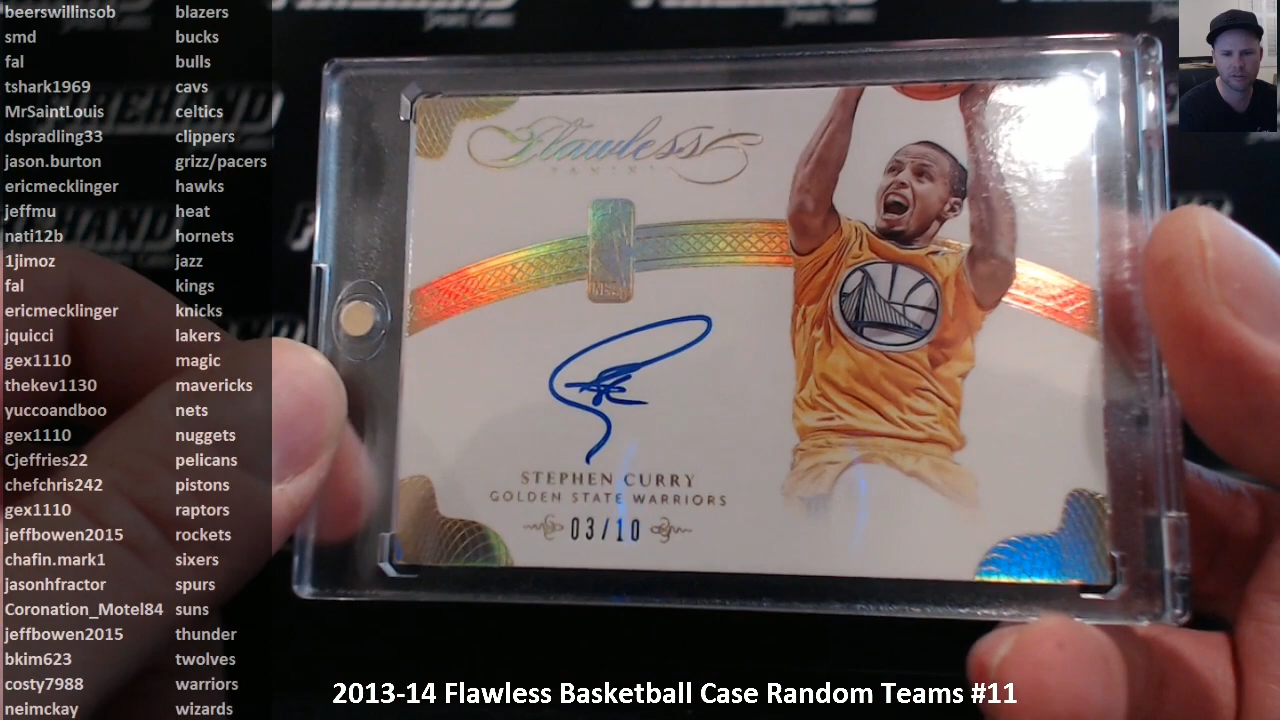 beerswillinsob blazers
smd bucks
fal bulls
tshark1969 cavs
MrSaintLouis celtics
dspradling33 clippers
jason.burton grizz/pacers
ericmecklinger hawks
jeffmu heat
nati12b hornets
1jimoz jazz
fal kings
ericmecklinger knicks
jquicci lakers
gex1110 magic
thekev1130 mavericks
yuccoandboo nets
gex1110 nuggets
Cjeffries22 pelicans
chefchris242 pistons
gex1110 raptors
jeffbowen2015 rockets
chafin.mark1 sixers
jasonhfractor spurs
Coronation_Motel84 suns
jeffbowen2015 thunder
bkim623 twolves
costy7988 warriors
neimckay wizards
Flawless
PANINI
STEPHEN CURRY
GOLDEN STATE WARRIORS
03/10
2013-14 Flawless Basketball Case Random Teams #11